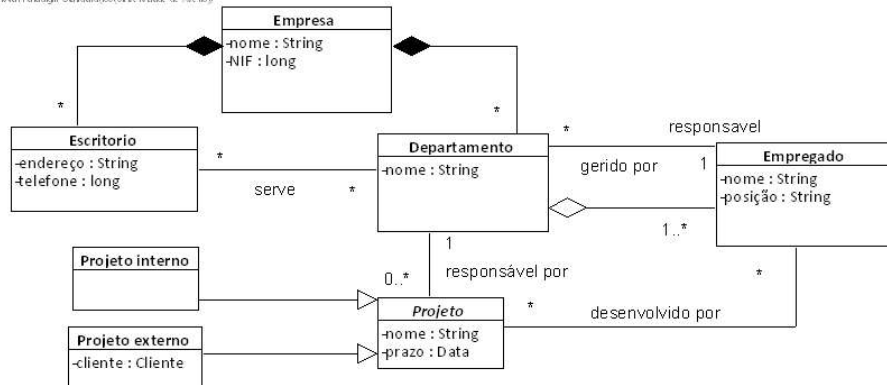 Empresa
-nome : String
-NIF : long
*
*
Escritorio
-endereço : String
-telefone : long
*
serve
*
Departamento
-nome : String
*
responsavel
gerido por
1
Empregado
-nome : String
-posição : String
1..*
1
responsável por
0..*
*
desenvolvido por
*
Projeto interno
Projeto
-nome : String
-prazo : Data
Projeto externo
-cliente : Cliente